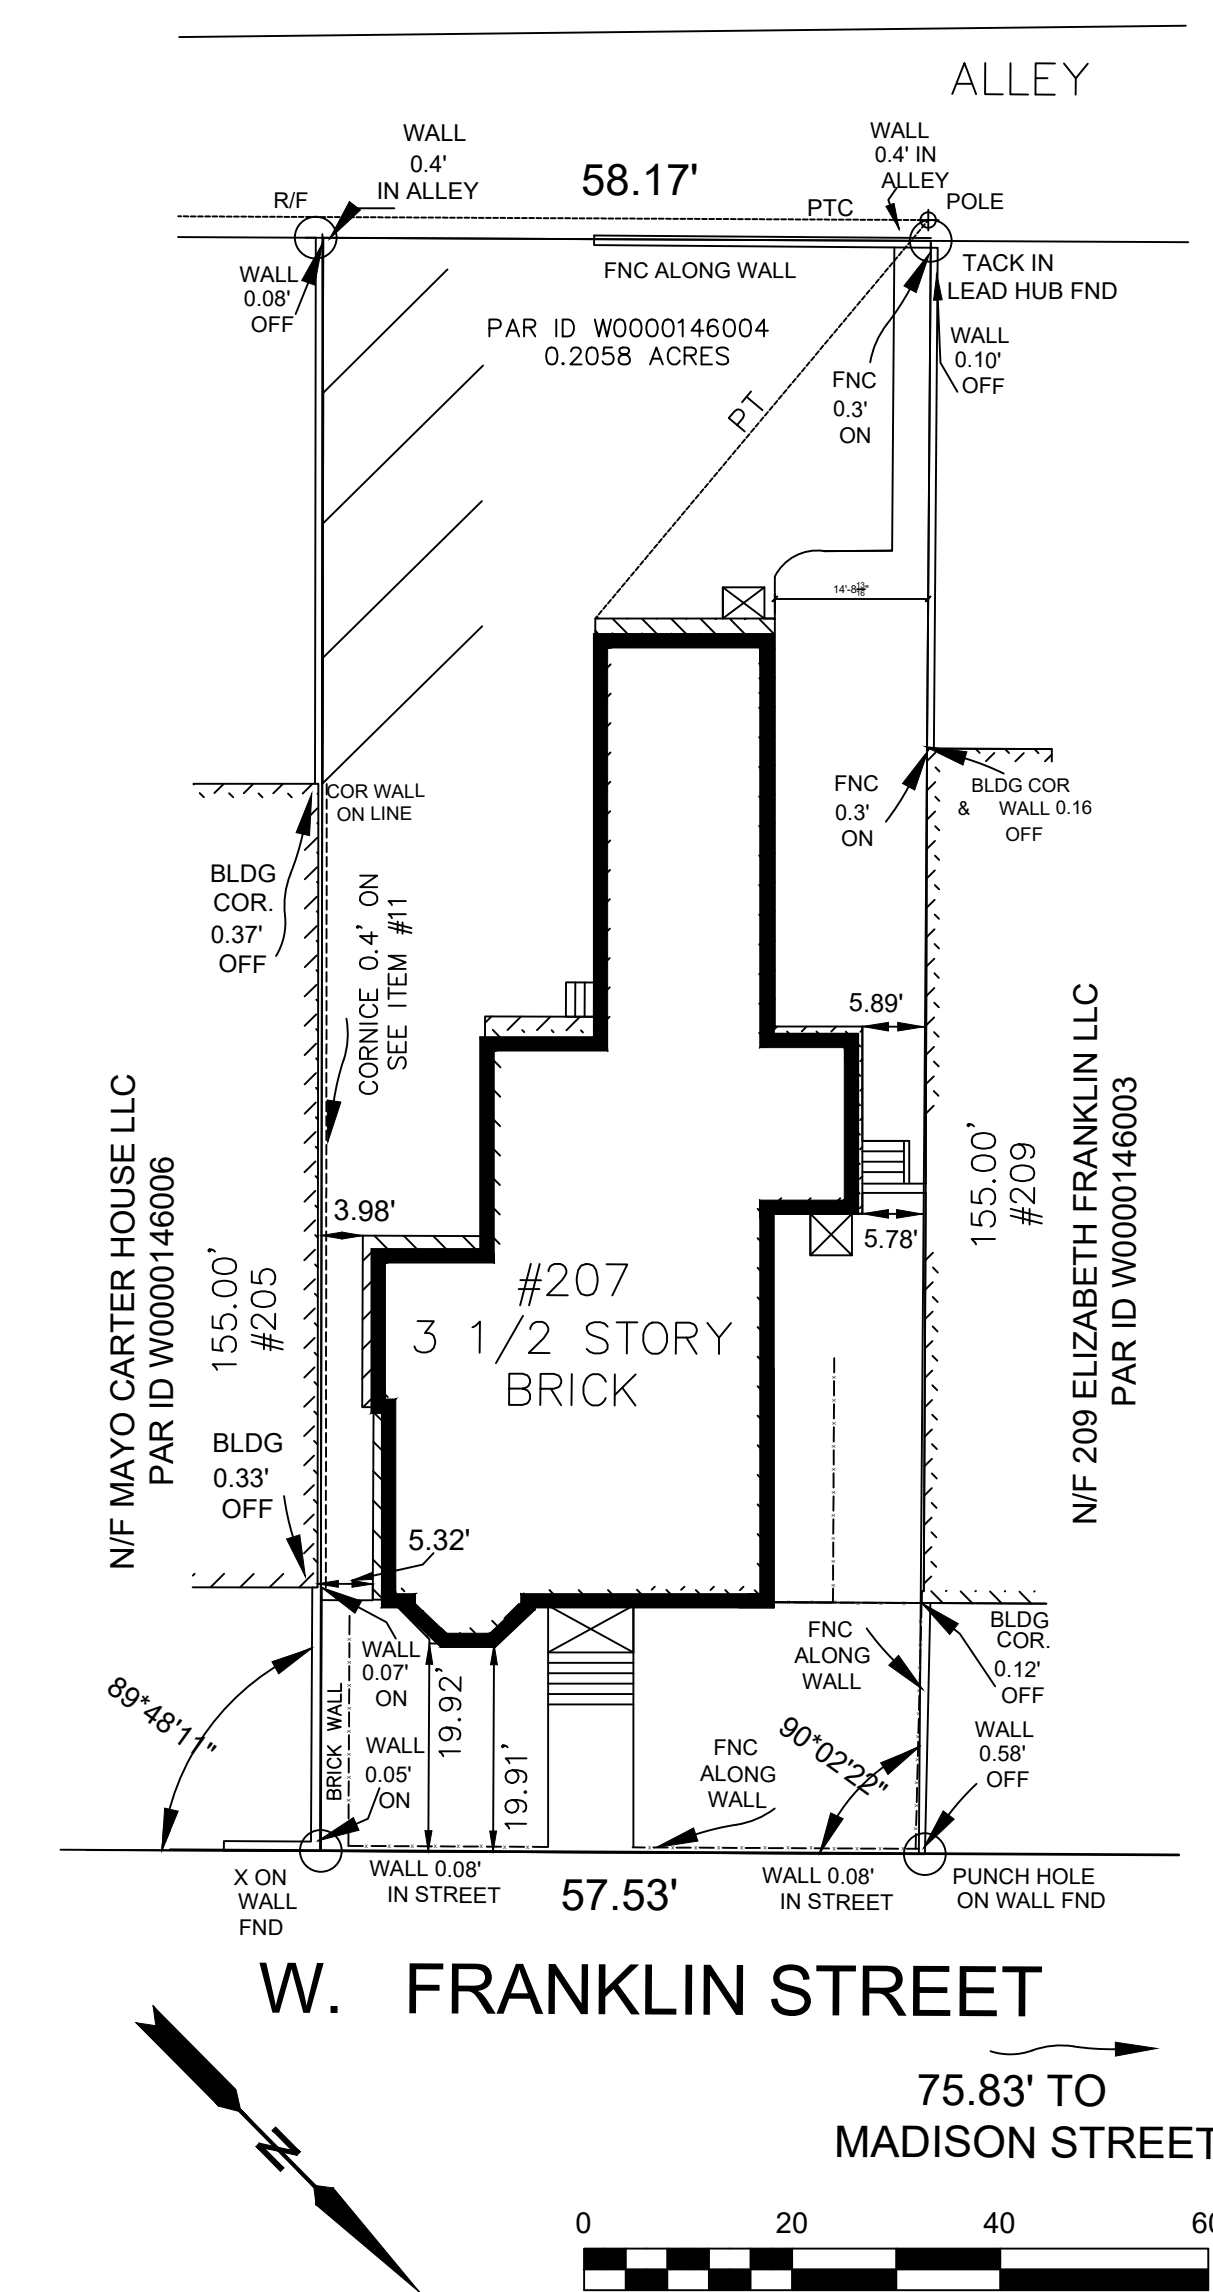 ALLEY
WALL
0.4'
IN ALLEY
WALL
0.4' IN
ALLEY
58.17'
R/F
PTC
POLE
WALL
0.08'
OFF
FNC ALONG WALL
TACK IN
LEAD HUB FND
PAR ID W0000146004
0.2058 ACRES
WALL
0.10'
OFF
FNC
0.3'
ON
PT
14'-8 13/16"
COR WALL
ON LINE
FNC
0.3'
ON
BLDG COR
& WALL 0.16
OFF
BLDG
COR.
0.37'
OFF
CORNICE 0.4' ON
SEE ITEM #11
5.89'
N/F MAYO CARTER HOUSE LLC
PAR ID W0000146006
155.00'
#205
3.98'
5.78'
155.00'
#209
N/F 209 ELIZABETH FRANKLIN LLC
PAR ID W0000146003
#207
3 1/2 STORY
BRICK
BLDG
0.33'
OFF
5.32'
89°48'11"
WALL
0.07'
ON
BRICK WALL
WALL
0.05'
ON
19.92'
19.91'
FNC
ALONG
WALL
FNC
ALONG
WALL
90°02'22"
BLDG
COR.
0.12'
OFF
WALL
0.58'
OFF
X ON
WALL
FND
WALL 0.08'
IN STREET
57.53'
WALL 0.08'
IN STREET
PUNCH HOLE
ON WALL FND
W. FRANKLIN STREET
75.83' TO
MADISON STREET
N
0 20 40 60